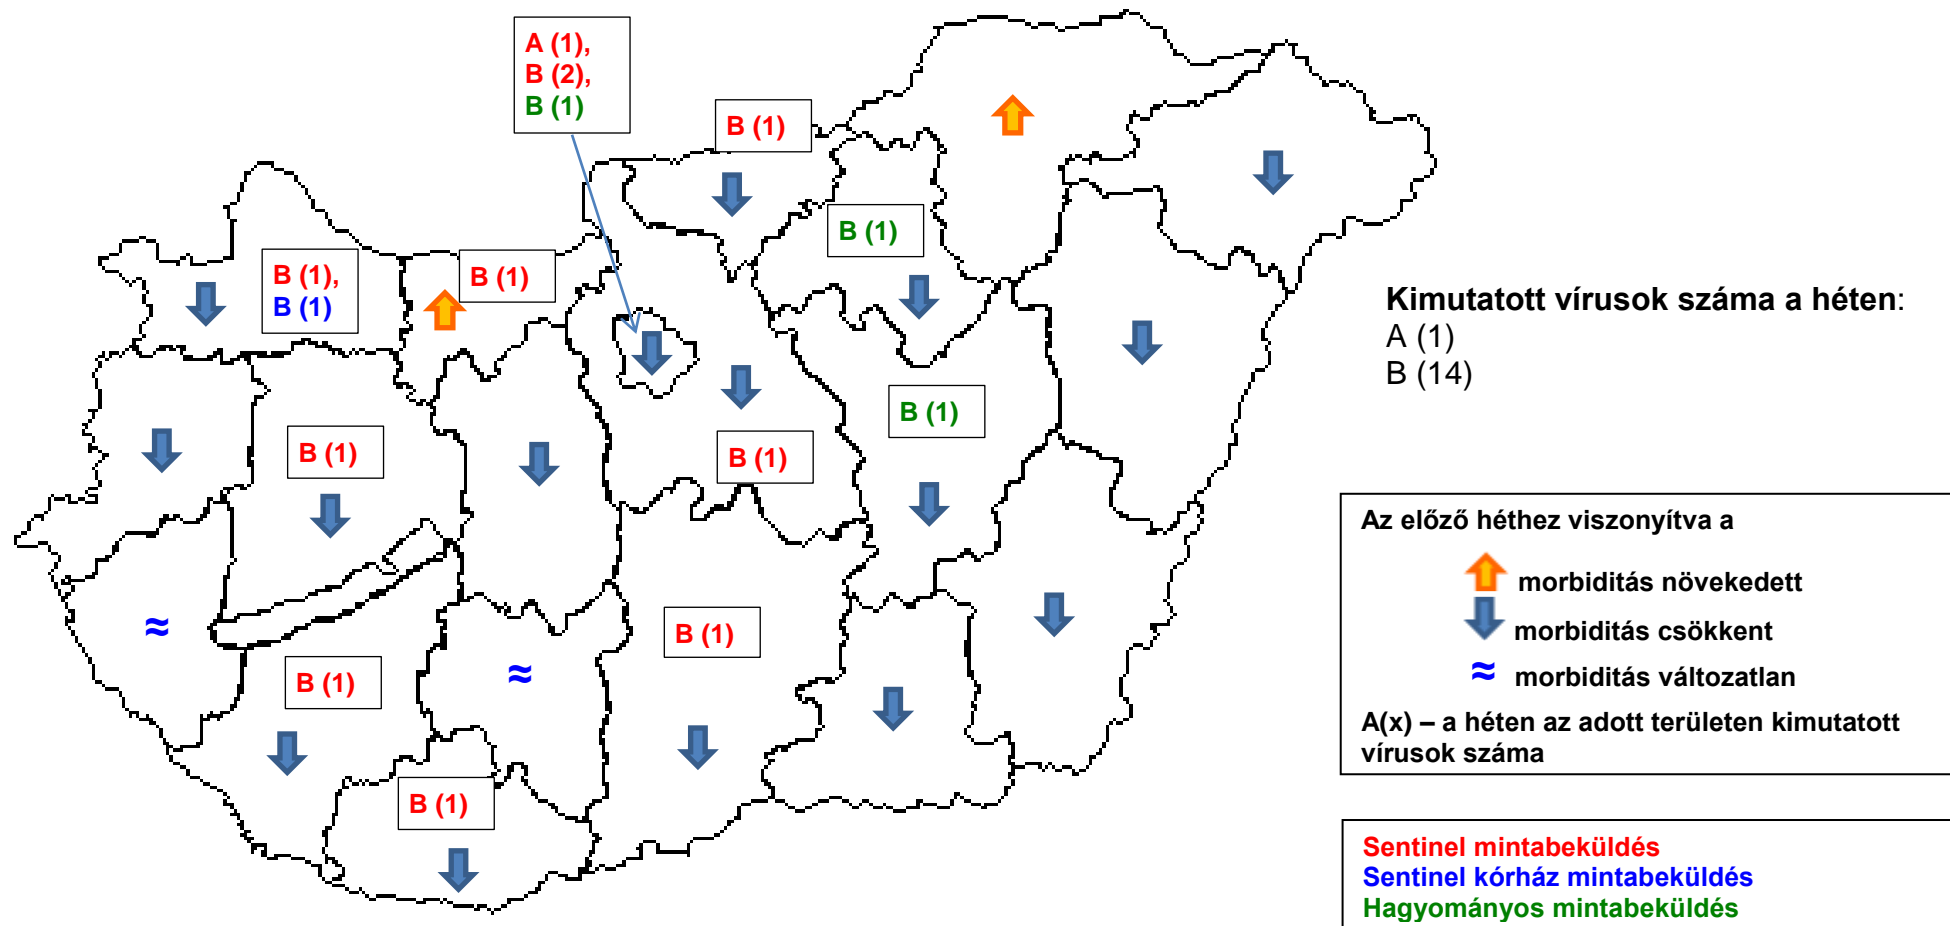 A (1),
B (2),
B (1)
B (1)
B (1)
B (1),
B (1)
B (1)
Kimutatott vírusok száma a héten:
A (1)
B (14)
B (1)
B (1)
B (1)
Az előző héthez viszonyítva a
morbiditás növekedett
morbiditás csökkent
≈ morbiditás változatlan
A(x) – a héten az adott területen kimutatott
vírusok száma
≈
B (1)
≈
B (1)
B (1)
Sentinel mintabeküldés
Sentinel kórház mintabeküldés
Hagyományos mintabeküldés